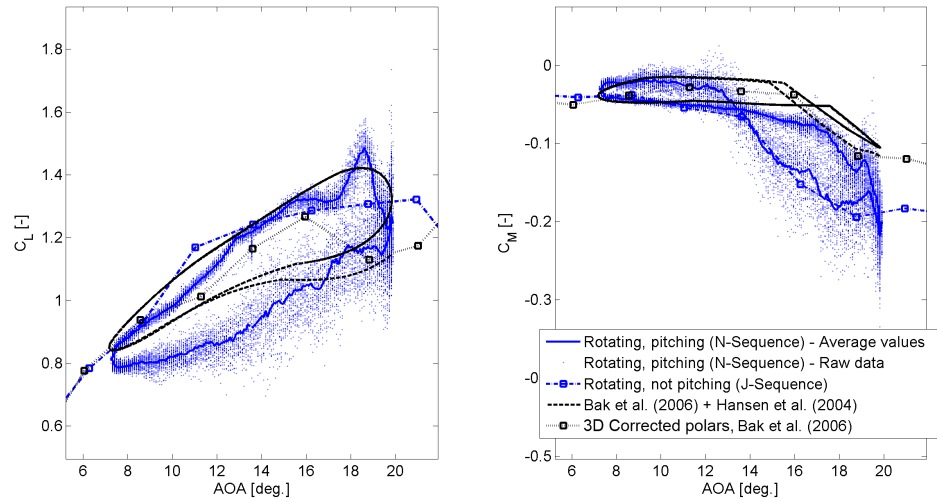 1.8
1.6
1.4
1.2
1
0.8
0.6
C_L [-]
6 8 10 12 14 16 18 20
AOA [deg.]
0
-0.1
-0.2
-0.3
-0
-0.5
C_M [-]
Rotating, pitching (N-Sequence) - Average values
Rotating, pitching (N-Sequence) - Raw data
Rotating, not pitching (J-Sequence)
Bak et al. (2006) + Hansen et al. (2004)
3D Corrected polars, Bak et al. (2006)
6 8 10 12 14 16 18 20
AOA [deg.]